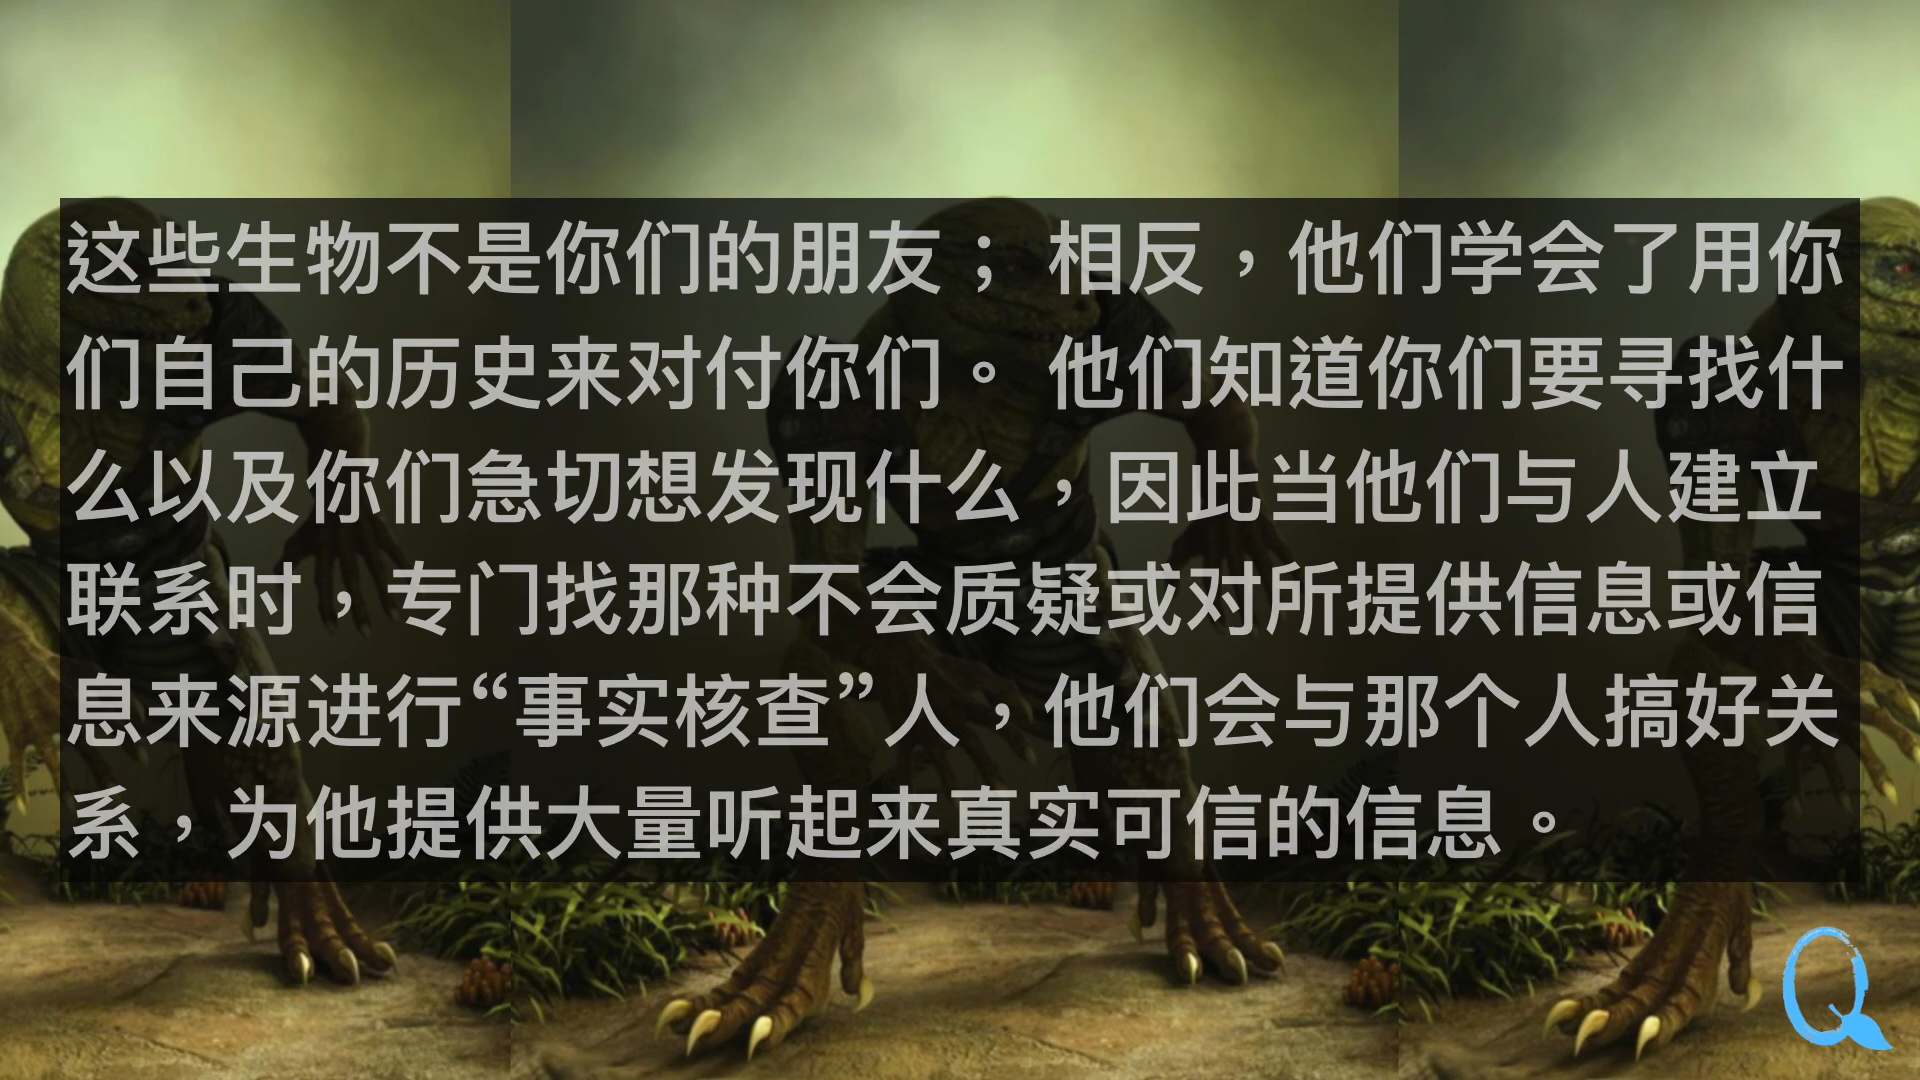 这些生物不是你们的朋友； 相反，他们学会了用你
们自己的历史来对付你们。 他们知道你们要寻找什
么以及你们急切想发现什么，因此当他们与人建立
联系时，专门找那种不会质疑或对所提供信息或信
息来源进行“事实核查”人，他们会与那个人搞好关
系，为他提供大量听起来真实可信的信息。
Q